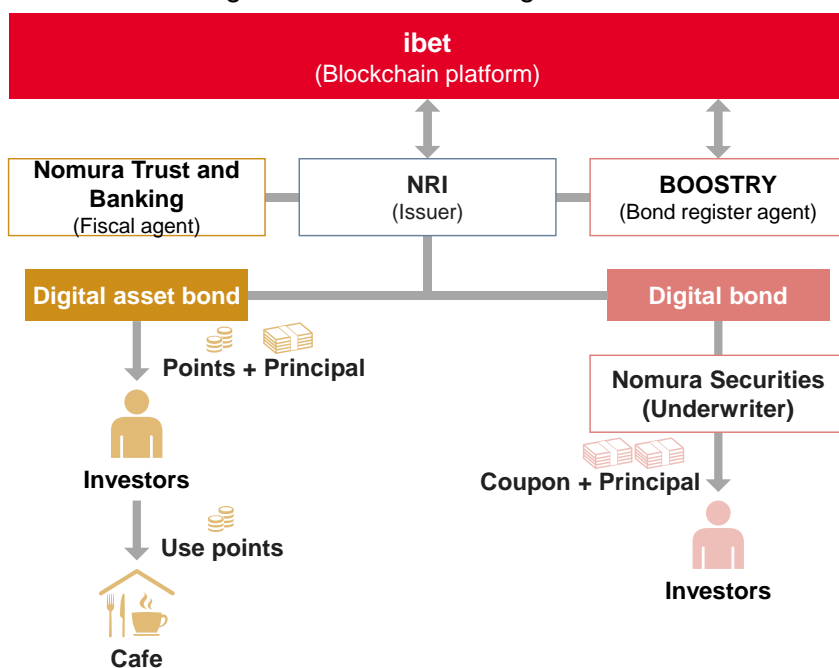 ibet
(Blockchain platform)
Nomura Trust and
Banking
(Fiscal agent)
NRI
(Issuer)
BOOSTRY
(Bond register agent)
Digital asset bond
Digital bond
Points + Principal
Nomura Securities
(Underwriter)
Investors
Coupon + Principal
Use points
Investors
Cafe